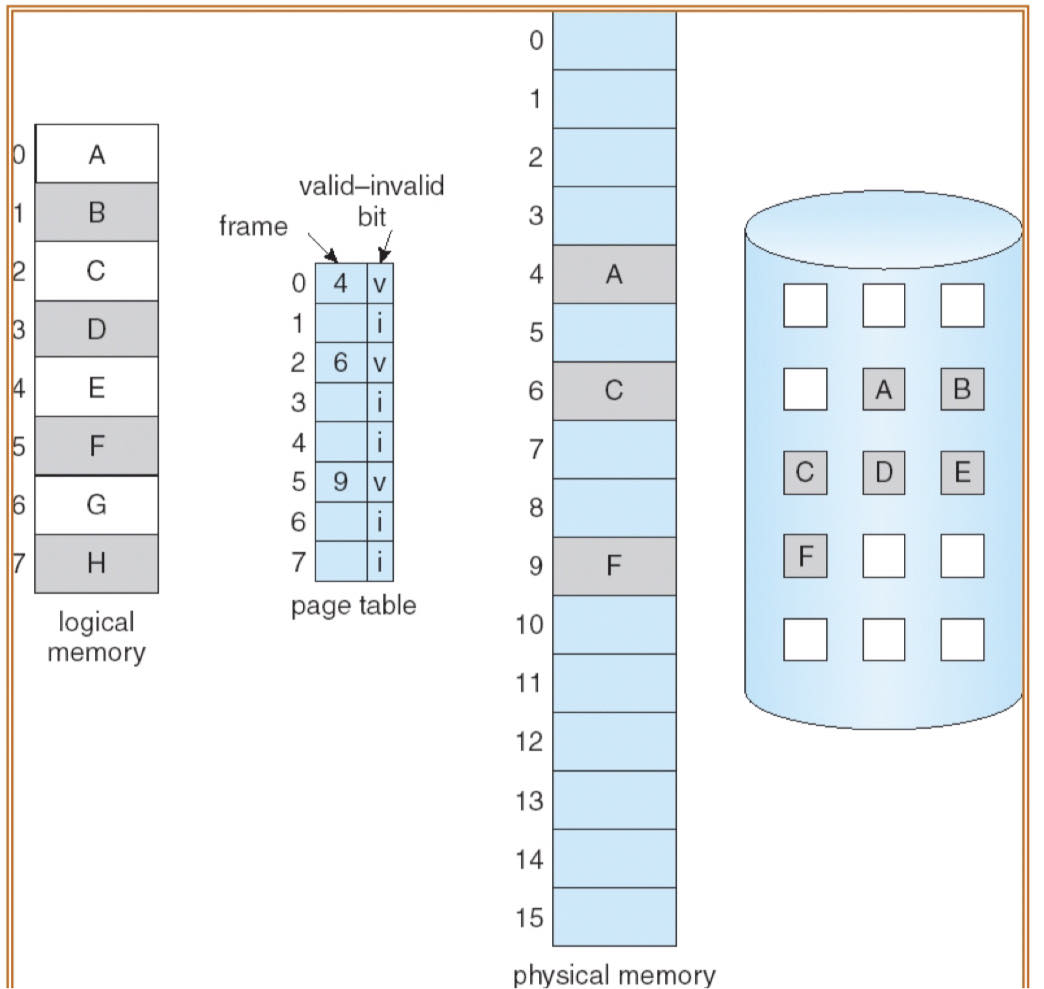 0 A
1 B
2 C
3 D
4 E
5 F
6 G
7 H
logical
memory
valid–invalid
bit
frame
0 4 v
1 i
2 6 v
3 i
4 i
5 9 v
6 i
7 i
page table
0
1
2
3
4 A
5
6 C
7
8
9 F
10
11
12
13
14
15
physical memory
A B
C D E
F